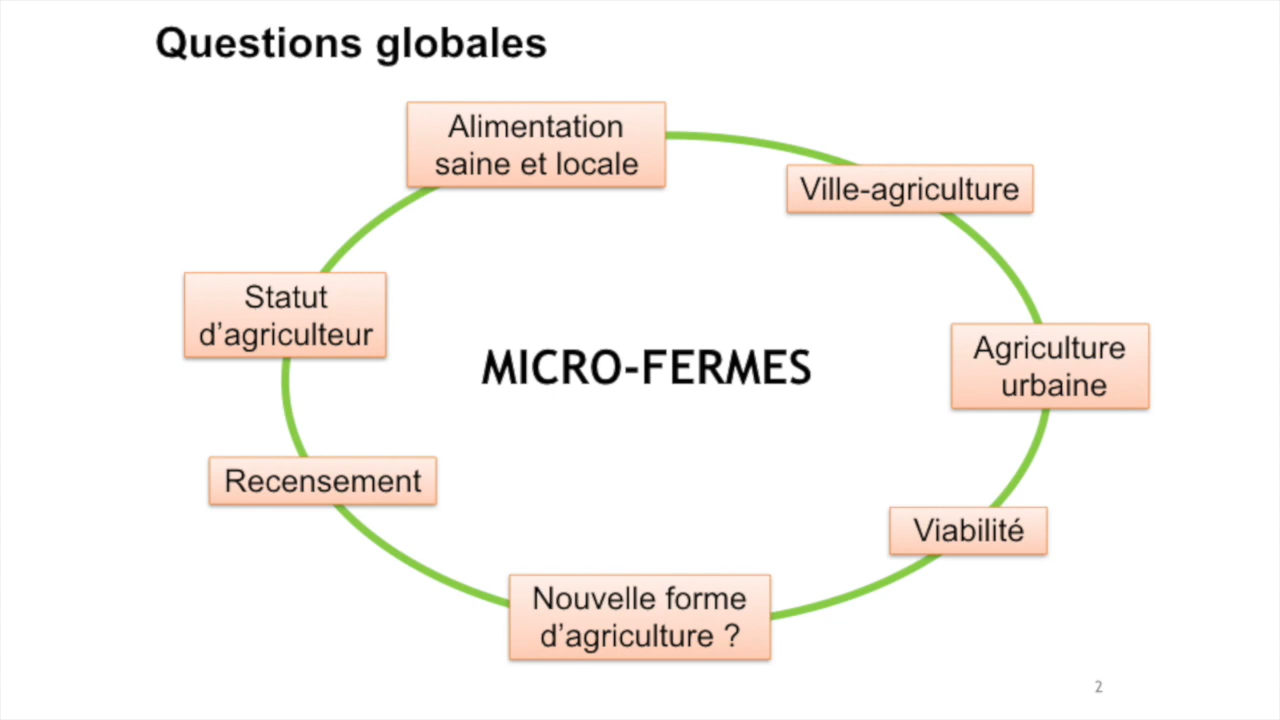 Questions globales
Alimentation
saine et locale
Ville-agriculture
Statut
d’agriculteur
Agriculture
urbaine
MICRO-FERMES
Recensement
Viabilité
Nouvelle forme
d’agriculture ?
2